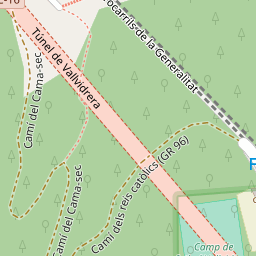 ocarrils de la Generalitat
Túnel de Vallvidrera
Camí del Cama-sec
Camí dels reis catòlics (GR 96)
Camí del Cama-sec
F
Camp de